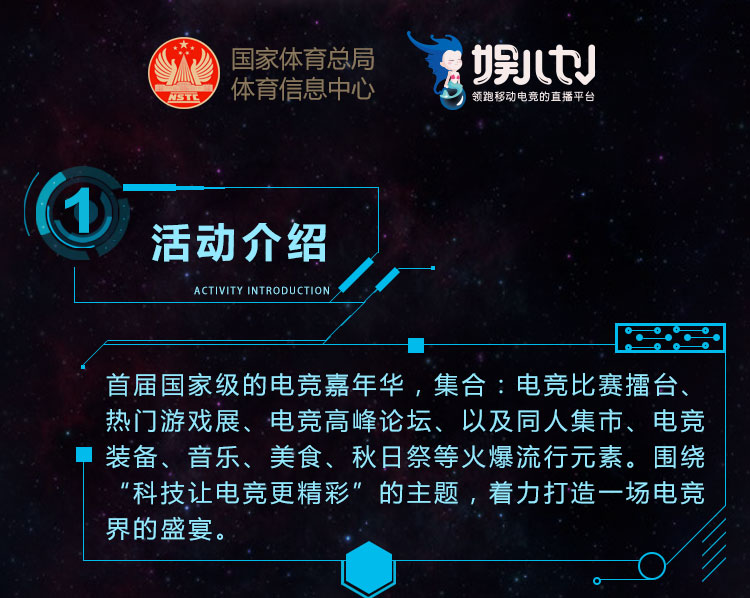 国家体育总局
体育信息中心
NSTC
领跑移动电竞的直播平台
1
活动介绍
ACTIVITY INTRODUCTION
首届国家级的电竞嘉年华，集合：电竞比赛擂台、
热门游戏展、电竞高峰论坛、以及同人集市、电竞
装备、音乐、美食、秋日祭等火爆流行元素。围绕
“科技让电竞更精彩”的主题，着力打造一场电竞
界的盛宴。